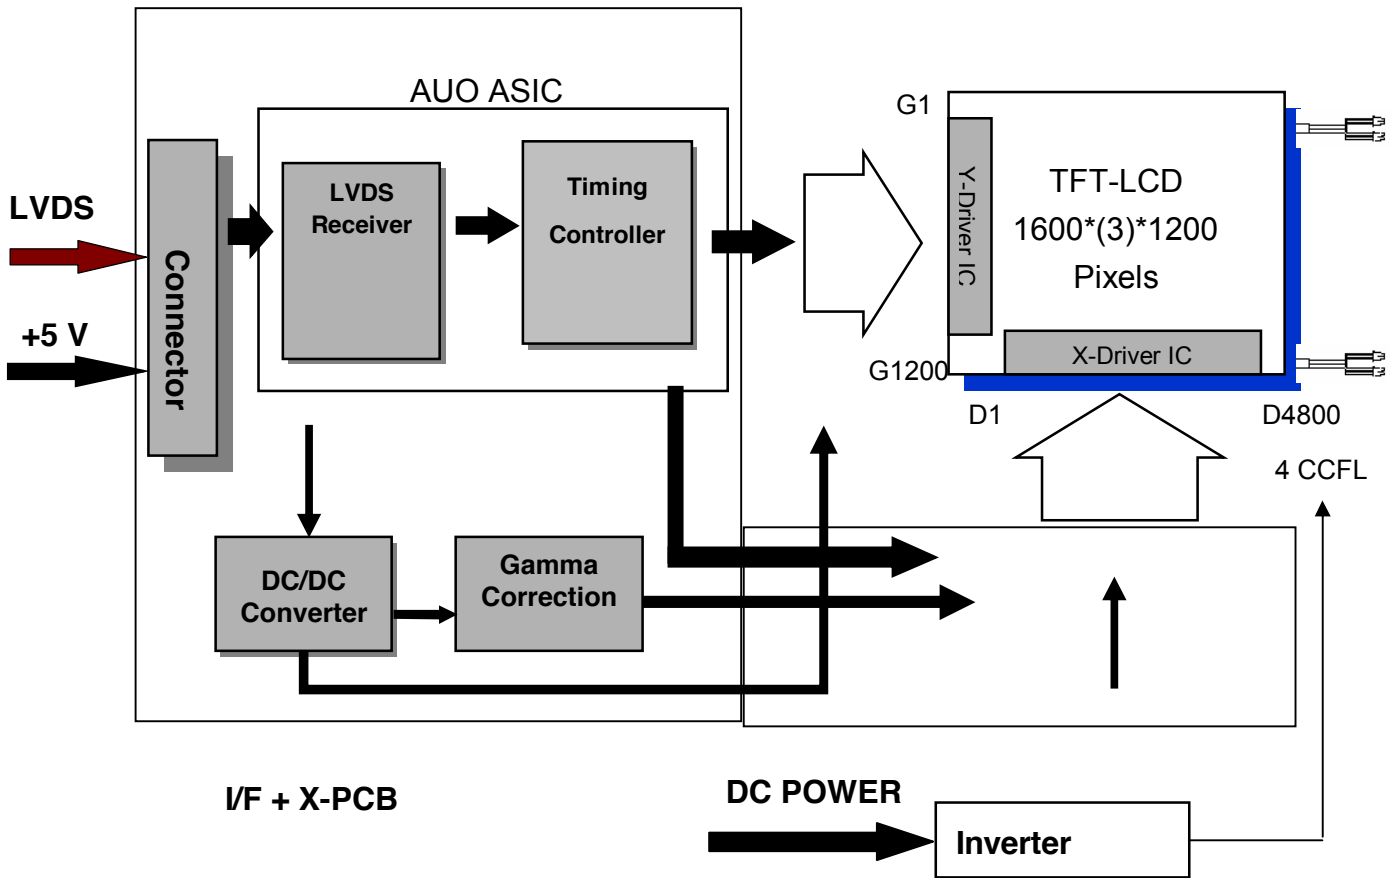 AUO ASIC
LVDS
+5 V
Connector
LVDS
Receiver
Timing
Controller
G1
Y-Driver IC
TFT-LCD
1600*(3)*1200
Pixels
X-Driver IC
G1200
D1
D4800
4 CCFL
DC/DC
Converter
Gamma
Correction
I/F + X-PCB
DC POWER
Inverter